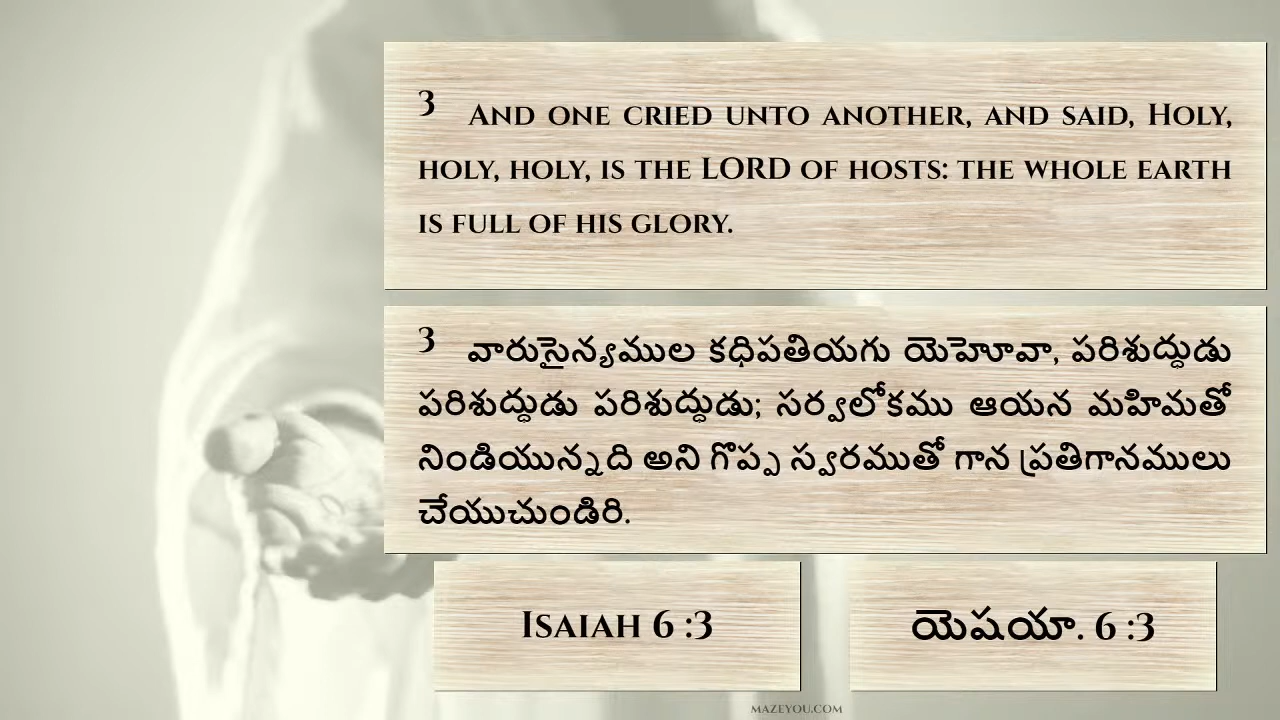 3 And one cried unto another, and said, Holy,
holy, holy, is the LORD of hosts: the whole earth
is full of his glory.
3 వారుసైన్యముల కధిపతియగు యెహెూవా, పరిశుద్ధుడు
పరిశుద్ధుడు పరిశుద్ధుడు; సర్వలోకము ఆయన మహిమతో
నిండియున్నది అని గొప్ప స్వరముతో గాన ప్రతిగానములు
చేయుచుండిరి.
Isaiah 6 :3
యెషయా. 6 :3
mazeyou.com